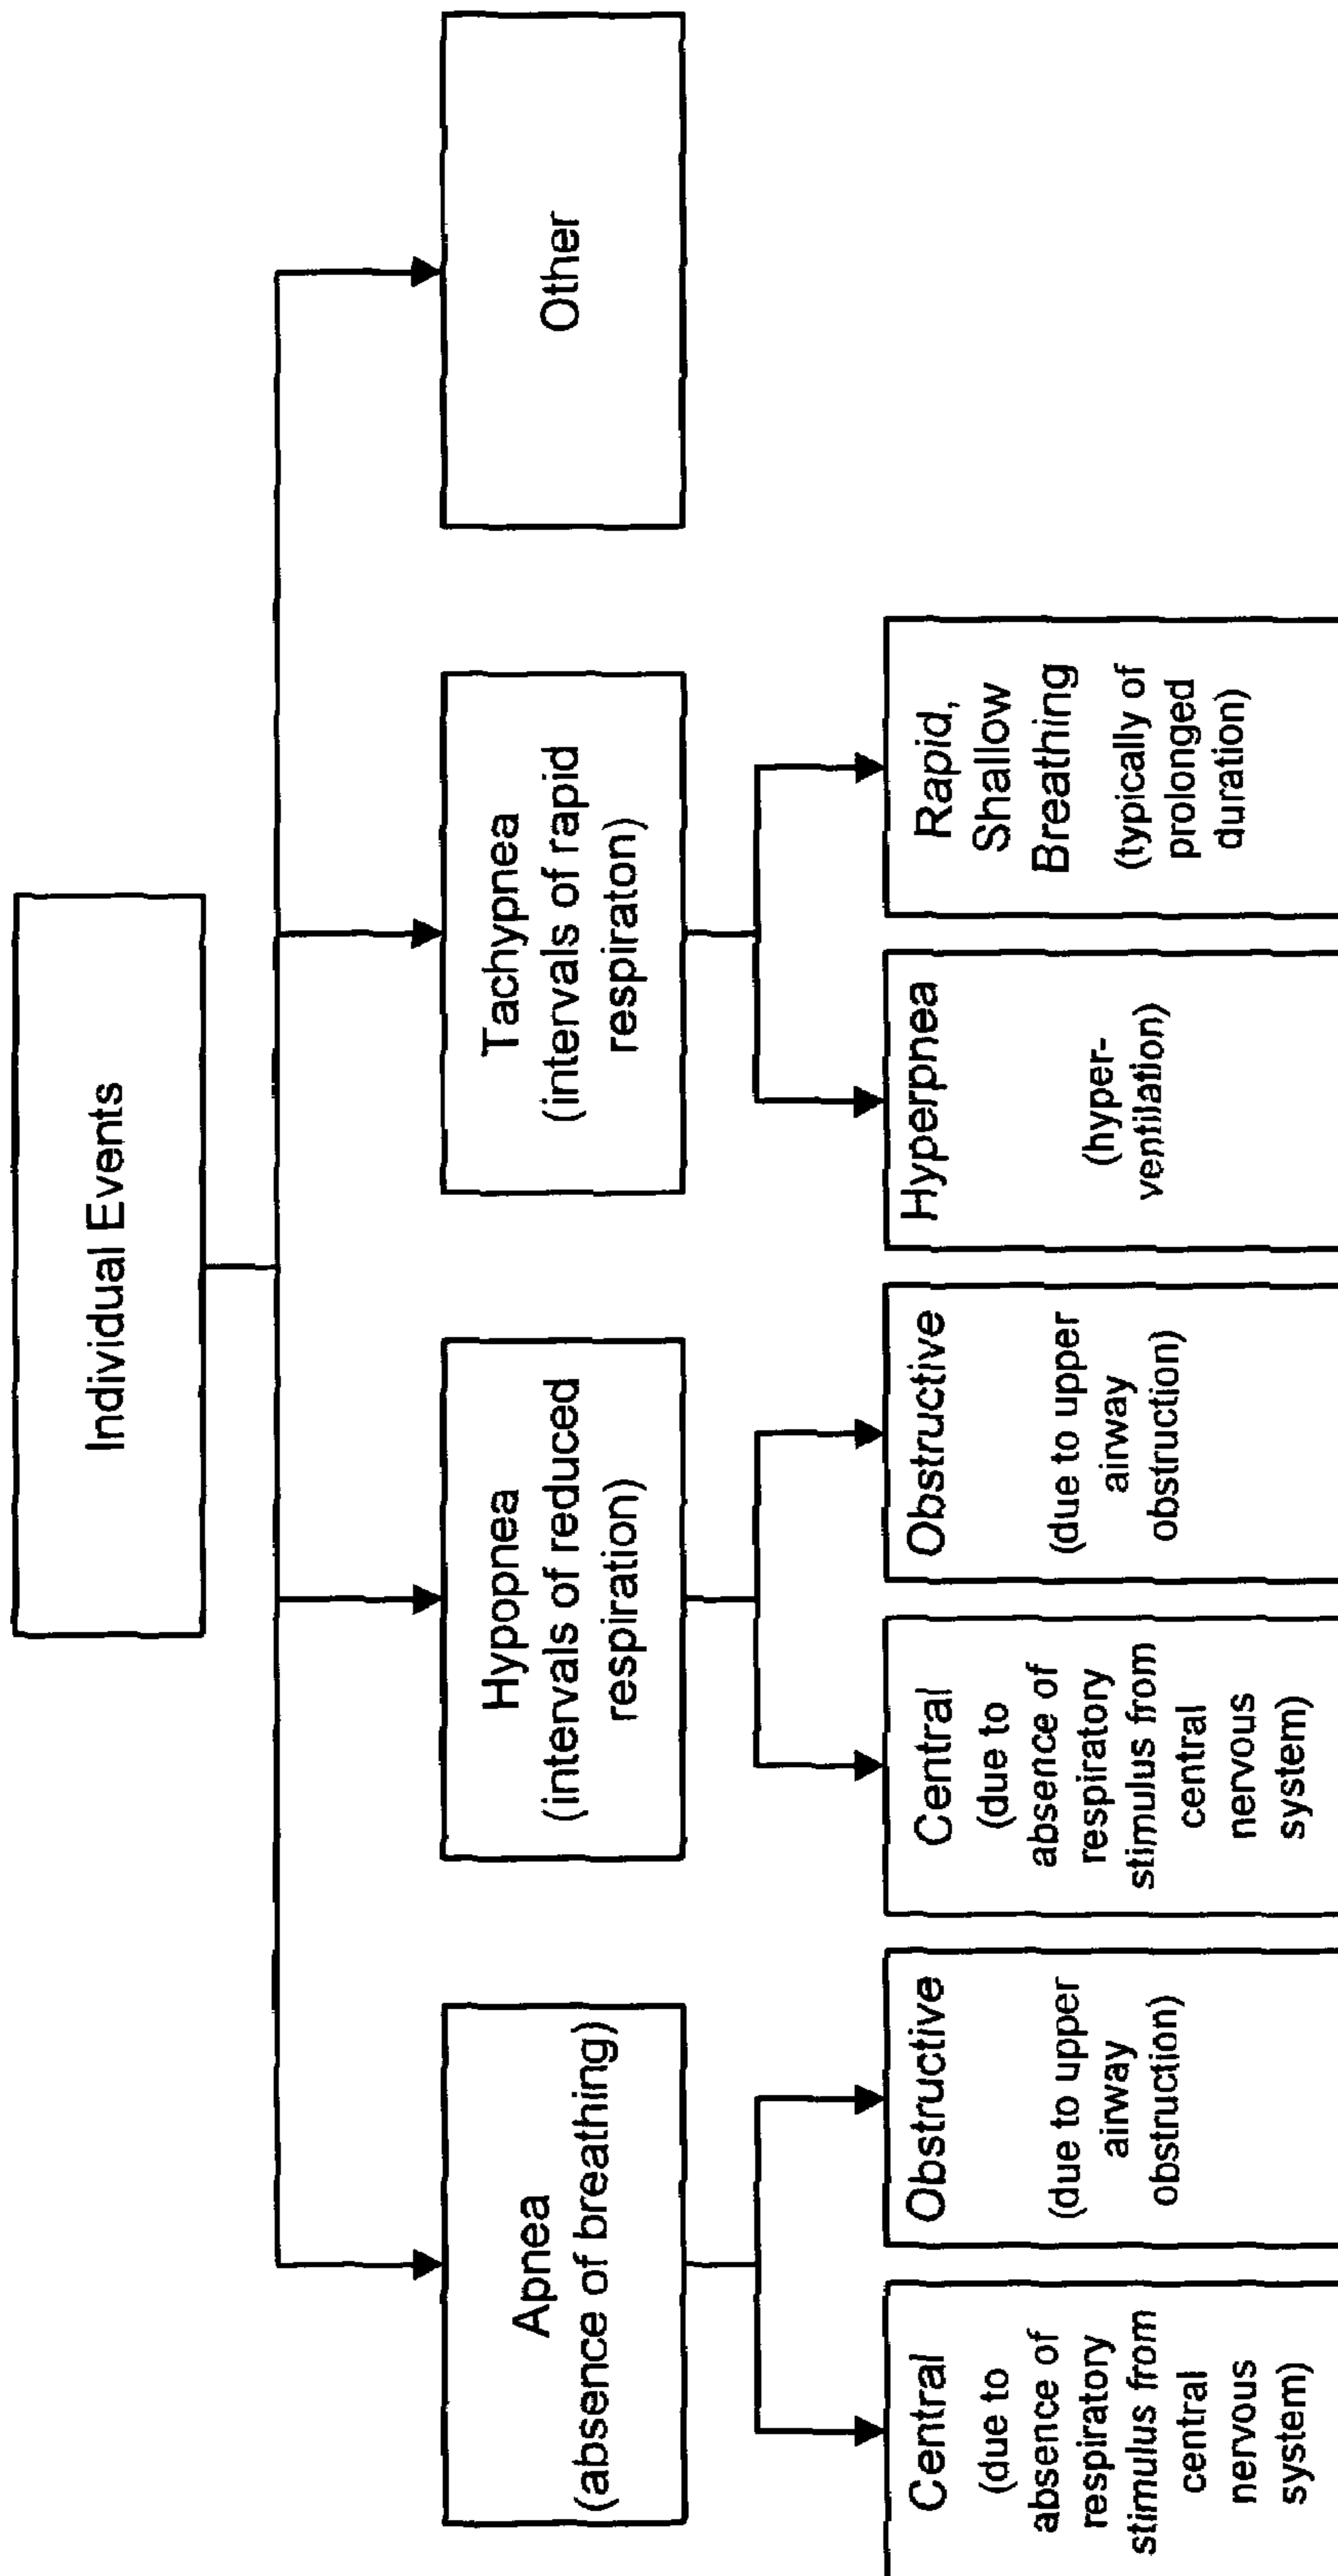 Individual Events
Apnea
(absence of breathing)
Hypopnea
(intervals of reduced
respiration)
Tachypnea
(intervals of rapid
respiraton)
Other
Central
(due to
absence of
respiratory
stimulus from
central
nervous
system)
Obstructive
(due to upper
airway
obstruction)
Central
(due to
absence of
respiratory
stimulus from
central
nervous
system)
Obstructive
(due to upper
airway
obstruction)
Hyperpnea
(hyper-
ventilation)
Rapid,
Shallow
Breathing
(typically of
prolonged
duration)